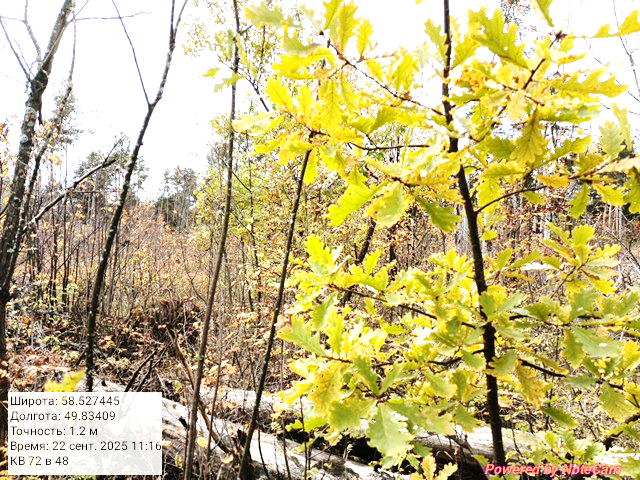 Широта: 58.527445
Долгота: 49.83409
Точность: 1.2 м
Время: 22 сент. 2025 11:16
КВ 72 в 48
Powered by NoteCam